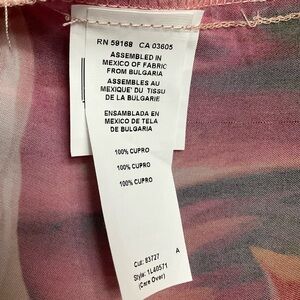 RN 59168 CA 03605
ASSEMBLED IN
MEXICO OF FABRIC
FROM BULGARIA
ASSEMBLES AU
MEXIQUE' DU TISSU
DE LA BULGARIE
ENSAMBLADA EN
MEXICO DE TELA
DE BULGARIA
100% CUPRO
100% CUPRO
100% CUPRO
Cut: 83727 A
Style: 1L40571
(Care Over)